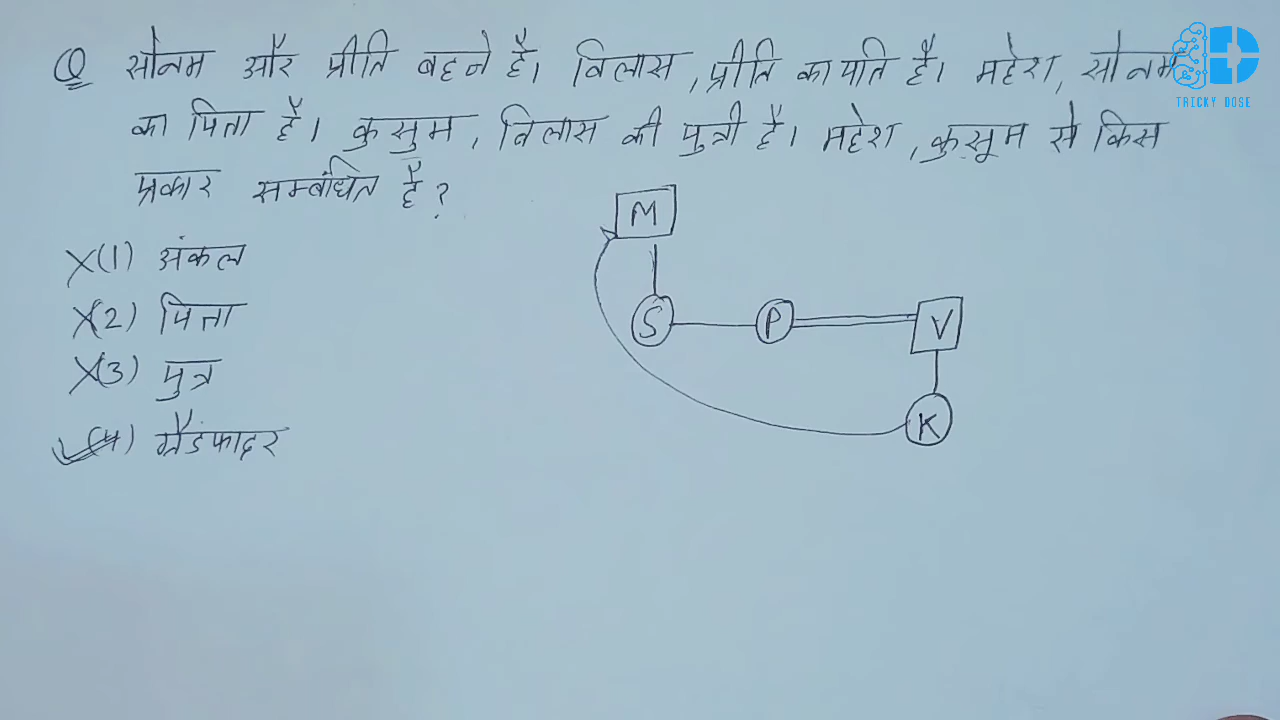 Q सोनम और प्रीति बहने है। विलास, प्रीति का पति है। महेश, सोनम
का पिता है। कुसुम, विलास की पुत्री है। महेश, कुसूम से किस
प्रकार सम्बंधित है?
X(1) अंकल
X(2) पिता
X(3) पुत्र
(4) ग्रैंडफादर
M
S P V
K
TRICKY DOSE